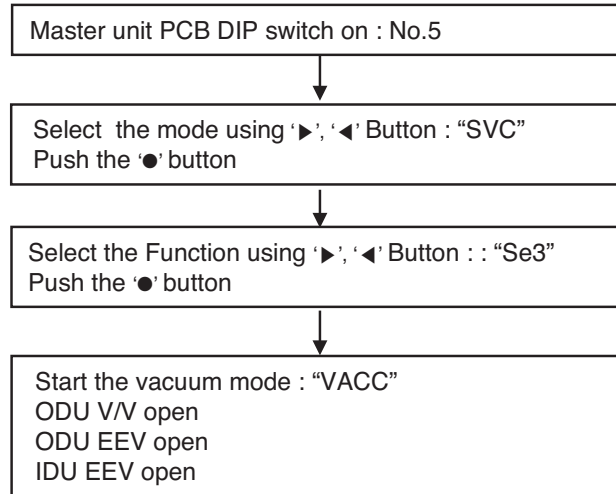 Master unit PCB DIP switch on : No.5
Select the mode using ‘▶’, ‘◀’ Button : “SVC”
Push the ‘●’ button
Select the Function using ‘▶’, ‘◀’ Button : : “Se3”
Push the ‘●’ button
Start the vacuum mode : “VACC”
ODU V/V open
ODU EEV open
IDU EEV open